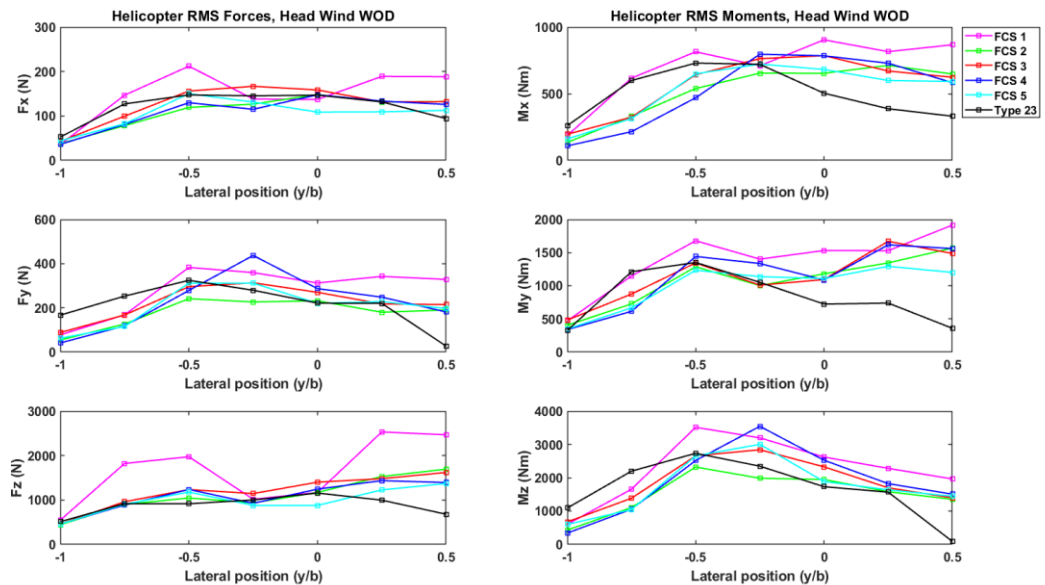 Helicopter RMS Forces, Head Wind WOD
300
200
100
0
Fx (N)
-1
-0.5
0
0.5
Lateral position (y/b)
Helicopter RMS Moments, Head Wind WOD
1000
500
0
Mx (Nm)
-1
-0.5
0
0.5
Lateral position (y/b)
FCS 1
FCS 2
FCS 3
FCS 4
FCS 5
Type 23
600
400
200
0
Fy (N)
-1
-0.5
0
0.5
Lateral position (y/b)
2000
1500
1000
500
0
My (Nm)
-1
-0.5
0
0.5
Lateral position (y/b)
3000
2000
1000
0
Fz (N)
-1
-0.5
0
0.5
Lateral position (y/b)
4000
3000
2000
1000
0
Mz (Nm)
-1
-0.5
0
0.5
Lateral position (y/b)